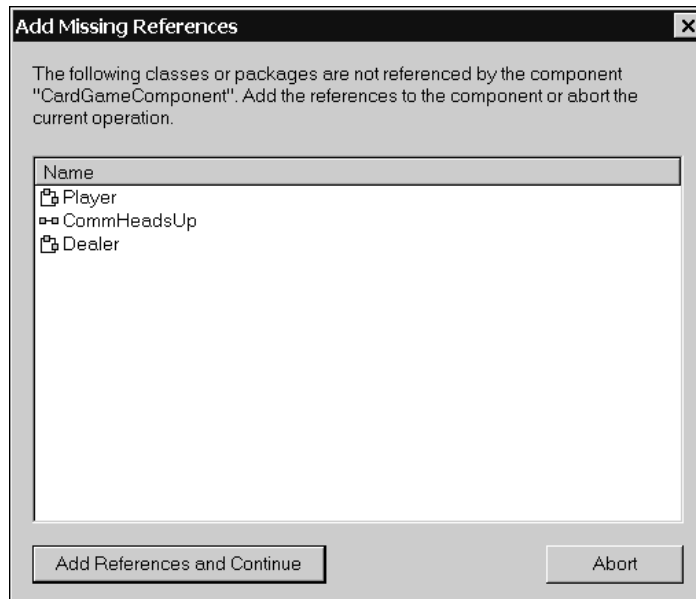 Add Missing References
The following classes or packages are not referenced by the component
"CardGameComponent". Add the references to the component or abort the
current operation.
Name
Player
CommHeadsUp
Dealer
Add References and Continue
Abort